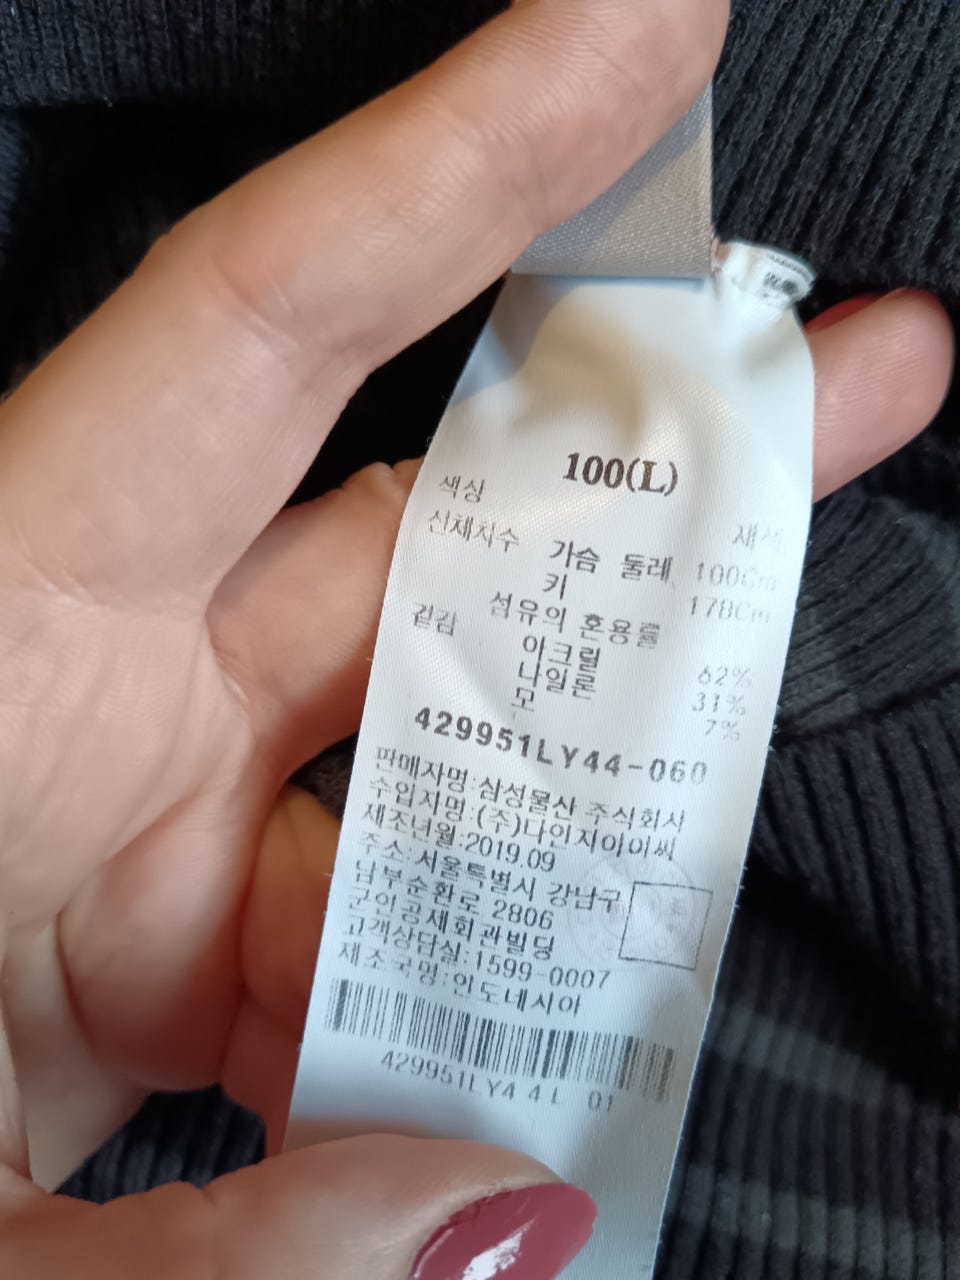 100(L)
색상 재색
신체치수
가슴 둘레 100Cm
키 178Cm
섬유의 혼용률
겉감
아크릴 62%
나일론 31%
모 7%
429951LY44-060
판매자명:삼성물산 주식회사
수입자명:(주)나인지아이씨
제조년월:2019.09
주소:서울특별시 강남구
남부순환로 2806
군인공제회관빌딩
고객상담실:1599-0007
제조국명:인도네시아
429951LY44L 01